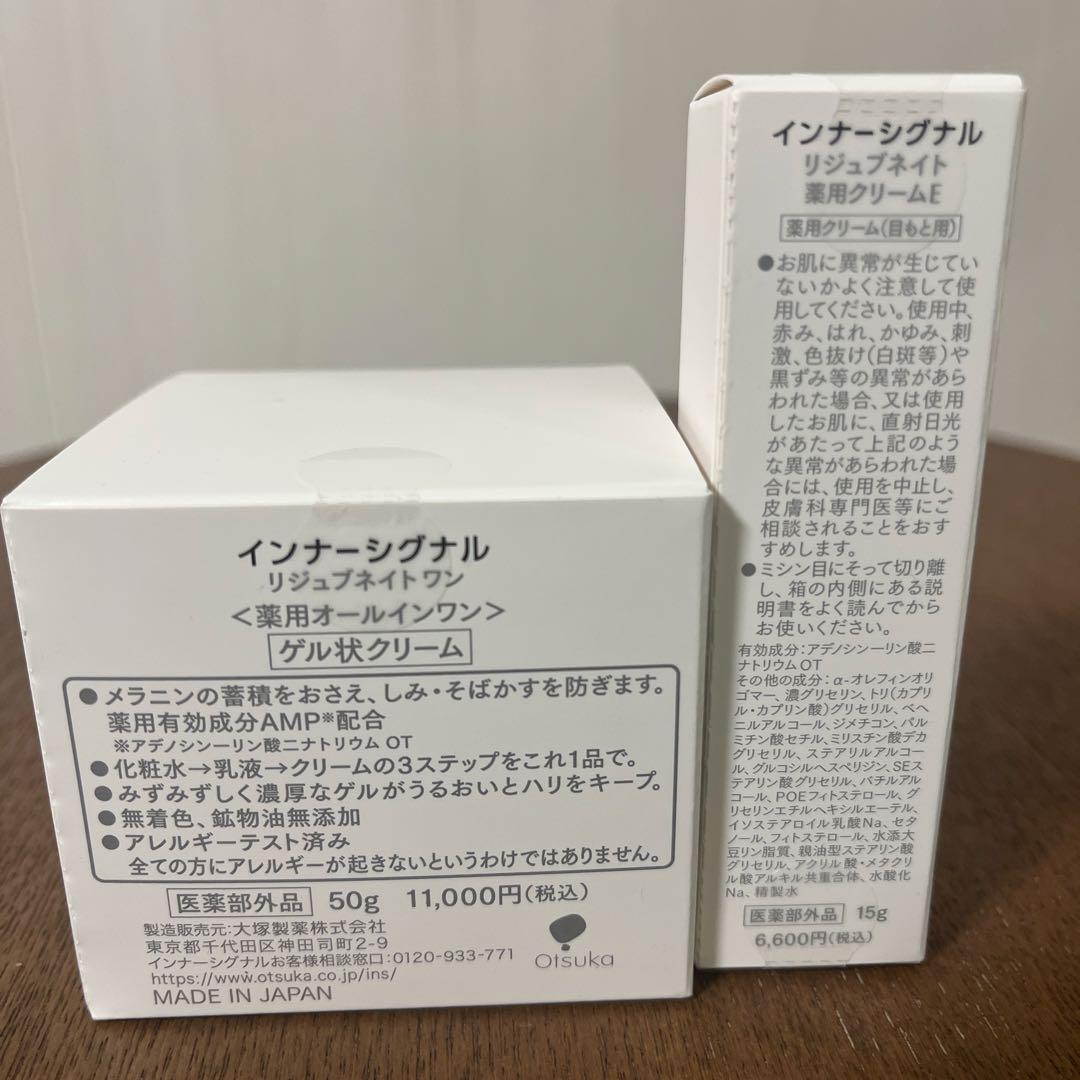 インナーシグナル
リジュブネイト ワン
＜薬用オールインワン＞
ゲル状クリーム
●メラニンの蓄積をおさえ、しみ・そばかすを防ぎます。
薬用有効成分AMP※配合
※アデノシン一リン酸二ナトリウム OT
●化粧水→乳液→クリームの3ステップをこれ1品で。
●みずみずしく濃厚なゲルがうるおいとハリをキープ。
●無着色、鉱物油無添加
●アレルギーテスト済み
全ての方にアレルギーが起きないというわけではありません。
医薬部外品 50g 11,000円(税込)
製造販売元:大塚製薬株式会社
東京都千代田区神田司町2-9
インナーシグナルお客様相談窓口:0120-933-771
https://www.otsuka.co.jp/ins/
MADE IN JAPAN
Otsuka
インナーシグナル
リジュブネイト
薬用クリームE
薬用クリーム(目もと用)
●お肌に異常が生じてい
ないかよく注意して使
用してください。使用中、
赤み、はれ、かゆみ、刺
激、色抜け(白斑等)や
黒ずみ等の異常があら
われた場合、又は使用
したお肌に、直射日光
があたって上記のよう
な異常があらわれた場
合には、使用を中止し、
皮膚科専門医等にご
相談されることをおす
すめします。
●ミシン目にそって切り離
し、箱の内側にある説
明書をよく読んでから
お使いください。
有効成分:アデノシン一リン酸二
ナトリウムOT
その他の成分:α-オレフィンオリ
ゴマー、濃グリセリン、トリ(カプリ
ル・カプリン酸)グリセリル、ベヘ
ニルアルコール、ジメチコン、パル
ミチン酸セチル、ミリスチン酸デカ
グリセリル、ステアリルアルコー
ル、グルコシルヘスペリジン、SEス
テアリン酸グリセリル、バチルアル
コール、POEフィトステロール、グ
リセリンエチルヘキシルエーテル、
イソステアロイル乳酸Na、セタ
ノール、フィトステロール、水添大
豆リン脂質、親油型ステアリン酸
グリセリル、アクリル酸・メタクリ
ル酸アルキル共重合体、水酸化
Na、精製水
医薬部外品 15g
6,600円(税込)